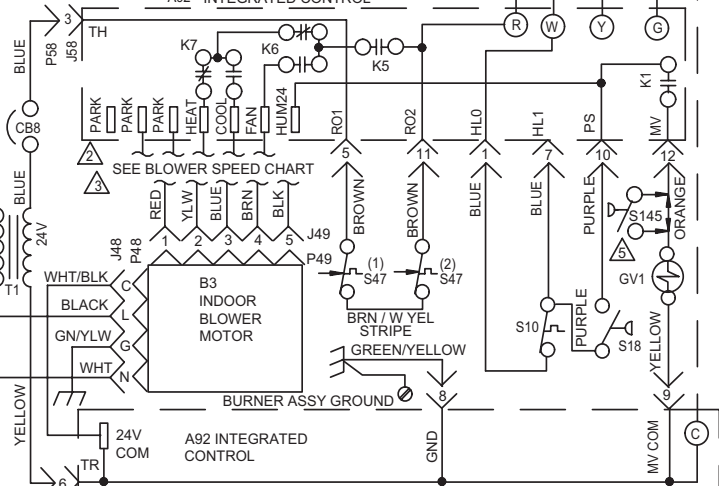 A92 INTEGRATED CONTROL
R
W
Y
G
BLUE
P58
3
J58
TH
K7
K6
K5
K1
CB8
PARK
PARK
PARK
HEAT
COOL
FAN
HUM24
RO1
RO2
HL0
HL1
PS
MV
2
3
5
11
1
7
10
12
SEE BLOWER SPEED CHART
BLUE
24V
T1
RED
YLW
BLUE
BRN
BLK
BROWN
BROWN
BLUE
BLUE
PURPLE
ORANGE
S145
5
1
2
3
4
5
J49
P49
J48
P48
(1)
S47
(2)
S47
GV1
WHT/BLK
C
B3
INDOOR
BLOWER
MOTOR
BLACK
L
GN/YLW
G
WHT
N
BRN / W YEL
STRIPE
S10
PURPLE
S18
YELLOW
GREEN/YELLOW
BURNER ASSY GROUND
8
9
YELLOW
24V
COM
A92 INTEGRATED
CONTROL
GND
MV COM
C
TR
6